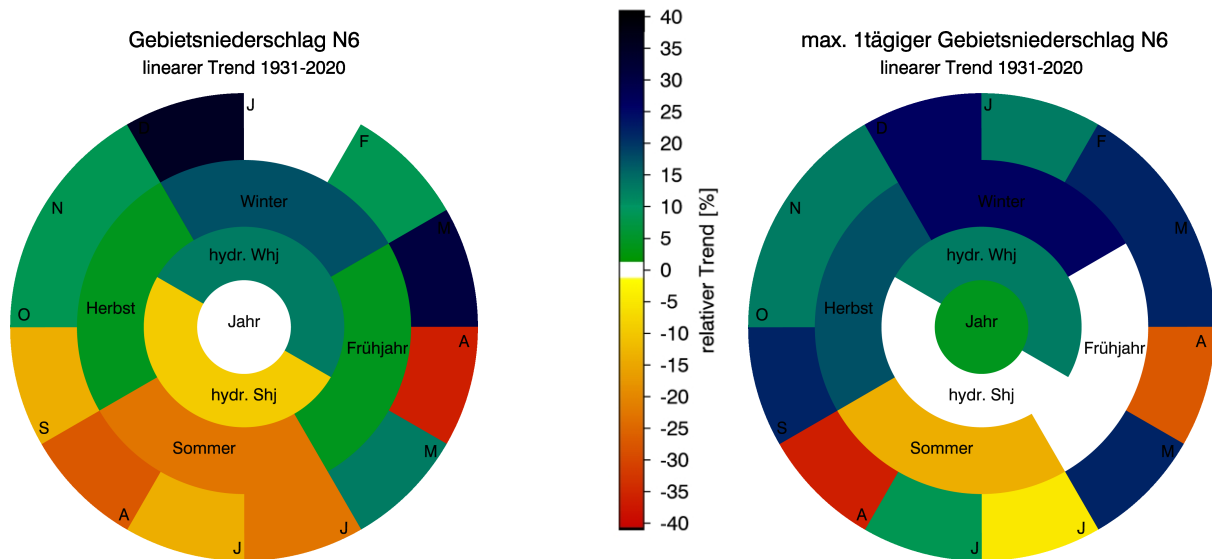 Gebietsniederschlag N6
linearer Trend 1931-2020
J
F
M
A
M
J
J
A
S
O
N
D
Winter
hydr. Whj
Herbst
Jahr
Frühjahr
hydr. Shj
Sommer
40
35
30
25
20
15
10
5
0
-5
-10
-15
-20
-25
-30
-35
-40
relativer Trend [%]
max. 1tägiger Gebietsniederschlag N6
linearer Trend 1931-2020
J
F
M
A
M
J
J
A
S
O
N
D
Winter
hydr. Whj
Herbst
Jahr
Frühjahr
hydr. Shj
Sommer